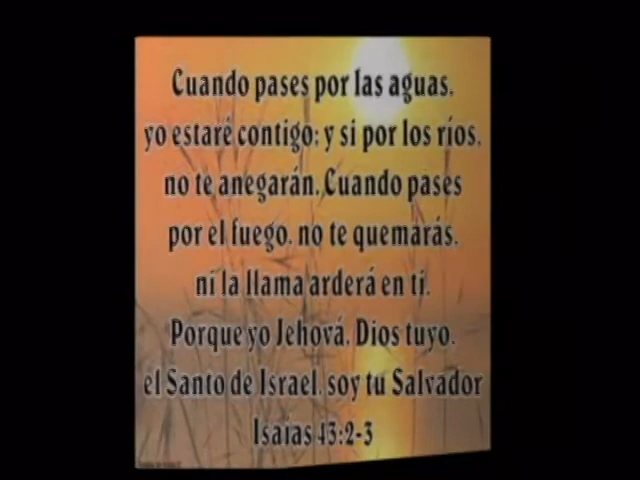 Cuando pases por las aguas,
yo estaré contigo; y si por los ríos,
no te anegarán. Cuando pases
por el fuego, no te quemarás,
ni la llama arderá en ti.
Porque yo Jehová, Dios tuyo,
el Santo de Israel, soy tu Salvador
Isaías 43:2-3